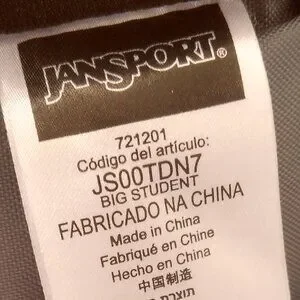 JANSPORT®
721201
Código del artículo:
JS00TDN7
BIG STUDENT
FABRICADO NA CHINA
Made in China
Fabriqué en Chine
Hecho en China
中国制造